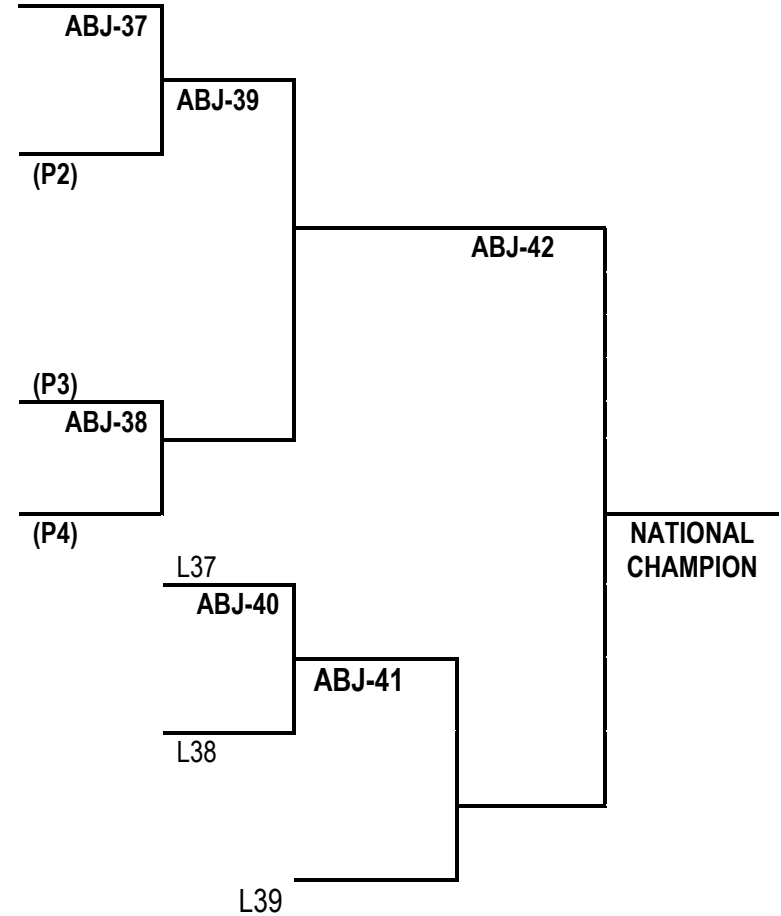 ABJ-37
ABJ-39
(P2)
ABJ-42
(P3)
ABJ-38
(P4)
NATIONAL
CHAMPION
L37
ABJ-40
ABJ-41
L38
L39